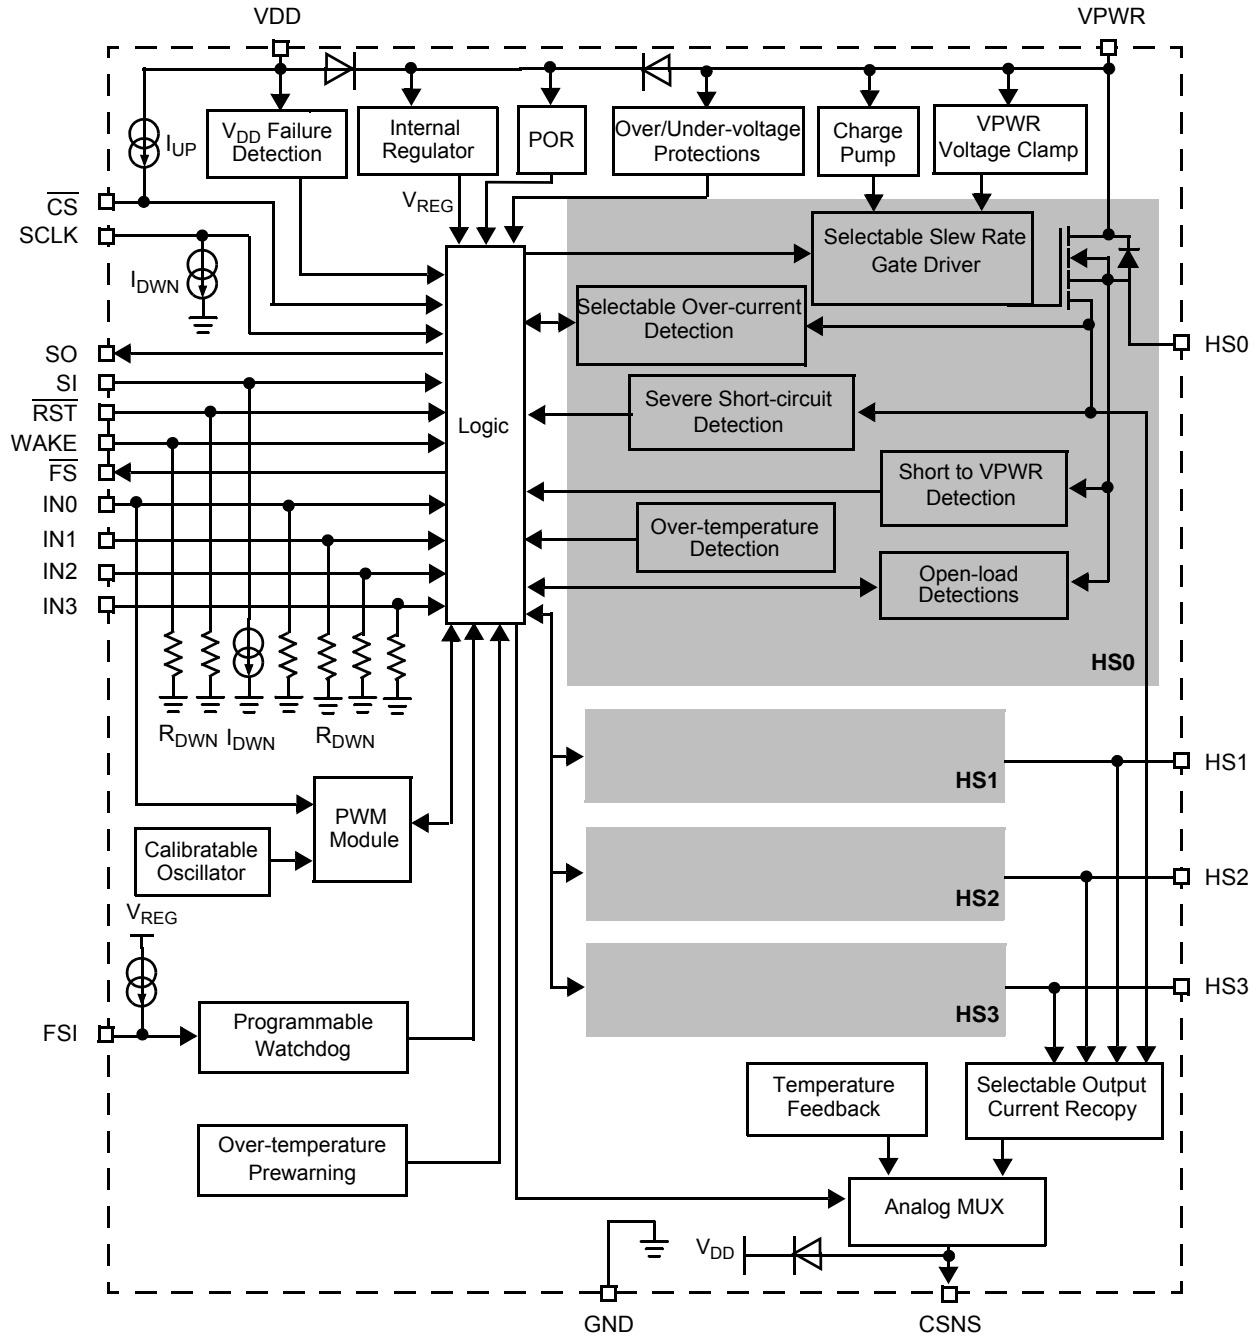 VDD
VPWR
V_DD Failure
Detection
Internal
Regulator
POR
Over/Under-voltage
Protections
Charge
Pump
VPWR
Voltage Clamp
I_UP
V_REG
C̅S̅
SCLK
I_DWN
SO
SI
R̅S̅T̅
WAKE
F̅S̅
IN0
IN1
IN2
IN3
Logic
Selectable Slew Rate
Gate Driver
Selectable Over-current
Detection
Severe Short-circuit
Detection
Short to VPWR
Detection
Over-temperature
Detection
Open-load
Detections
HS0
HS0
R_DWN
I_DWN
R_DWN
PWM
Module
Calibratable
Oscillator
HS1
HS1
HS2
HS2
HS3
HS3
V_REG
FSI
Programmable
Watchdog
Over-temperature
Prewarning
Temperature
Feedback
Selectable Output
Current Recopy
Analog MUX
V_DD
GND
CSNS